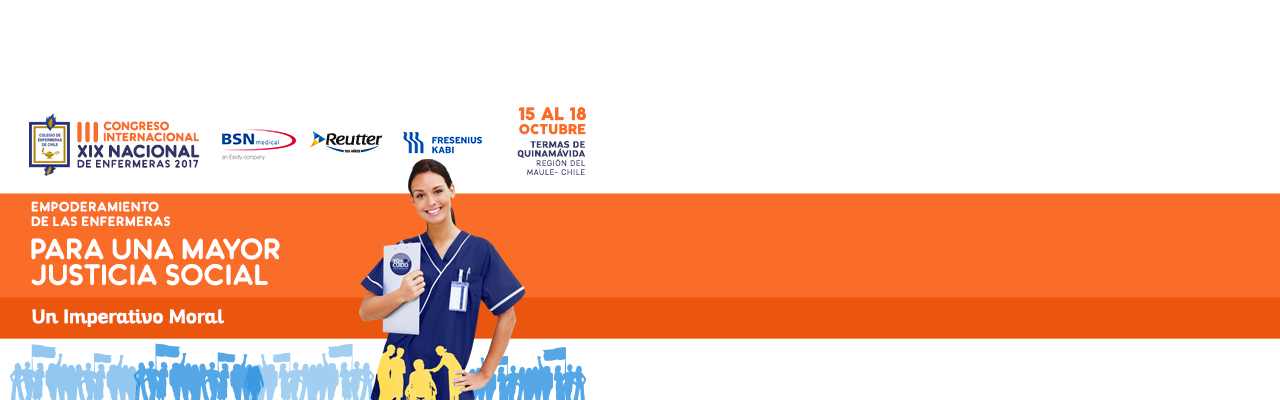 COLEGIO DE
ENFERMERAS
DE CHILE
III CONGRESO
INTERNACIONAL
XIX NACIONAL
DE ENFERMERAS 2017
BSN medical
an Essity company
Reutter
FRESENIUS
KABI
15 AL 18
OCTUBRE
TERMAS DE
QUINAMÁVIDA
REGIÓN DEL
MAULE- CHILE
EMPODERAMIENTO
DE LAS ENFERMERAS
PARA UNA MAYOR
JUSTICIA SOCIAL
Un Imperativo Moral
CUIDO